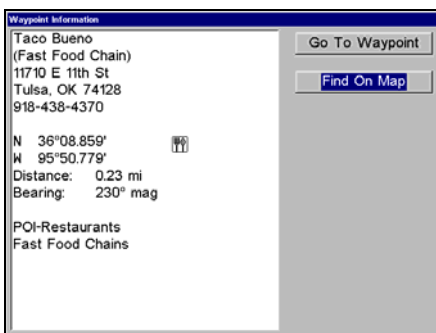 Waypoint Information
Taco Bueno
(Fast Food Chain)
11710 E 11th St
Tulsa, OK 74128
918-438-4370
N 36°08.859'
W 95°50.779'
Distance: 0.23 mi
Bearing: 230° mag
POI-Restaurants
Fast Food Chains
Go To Waypoint
Find On Map